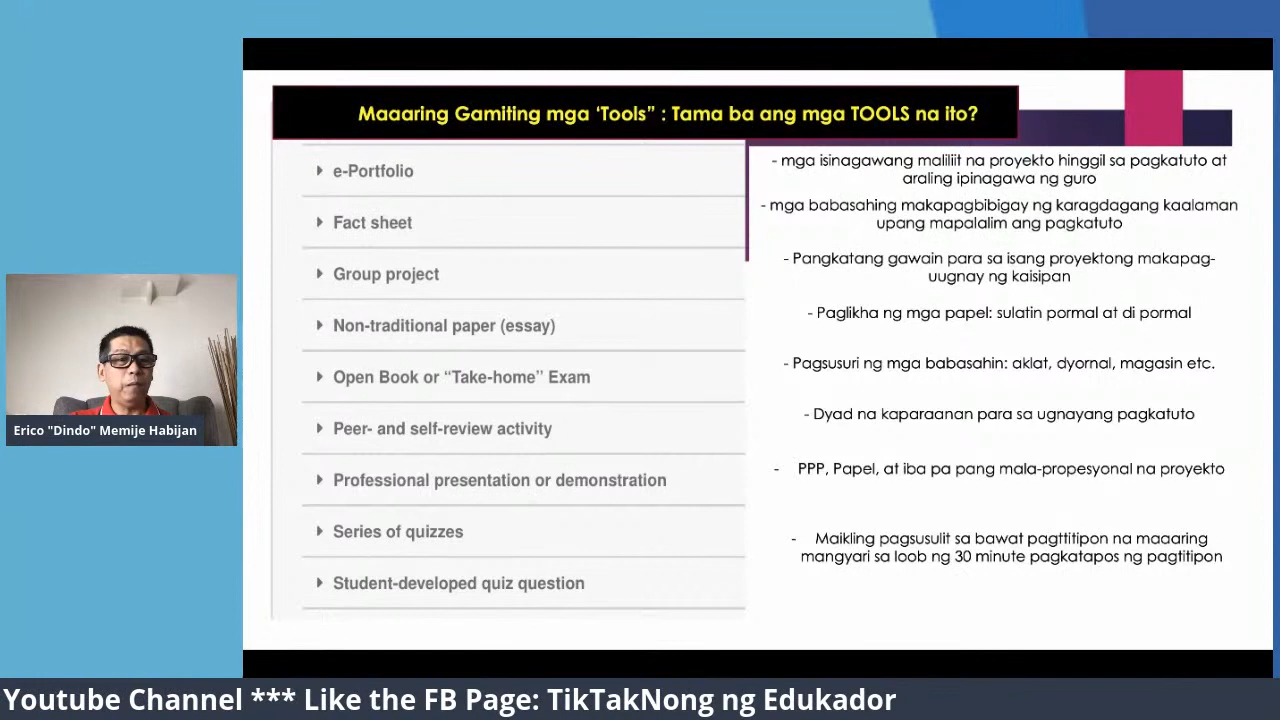 Maaaring Gamiting mga ‘Tools” : Tama ba ang mga TOOLS na ito?
e-Portfolio
- mga isinagawang maliliit na proyekto hinggil sa pagkatuto at
araling ipinagawa ng guro
Fact sheet
- mga babasahing makapagbibigay ng karagdagang kaalaman
upang mapalalim ang pagkatuto
Group project
- Pangkatang gawain para sa isang proyektong makapag-
uugnay ng kaisipan
Non-traditional paper (essay)
- Paglikha ng mga papel: sulatin pormal at di pormal
Open Book or “Take-home” Exam
- Pagsusuri ng mga babasahin: aklat, dyornal, magasin etc.
Peer- and self-review activity
- Dyad na kaparaanan para sa ugnayang pagkatuto
Professional presentation or demonstration
- PPP, Papel, at iba pa pang mala-propesyonal na proyekto
Series of quizzes
- Maikling pagsusulit sa bawat pagttitipon na maaaring
mangyari sa loob ng 30 minute pagkatapos ng pagtitipon
Student-developed quiz question
Erico "Dindo" Memije Habijan
Youtube Channel *** Like the FB Page: TikTakNong ng Edukador